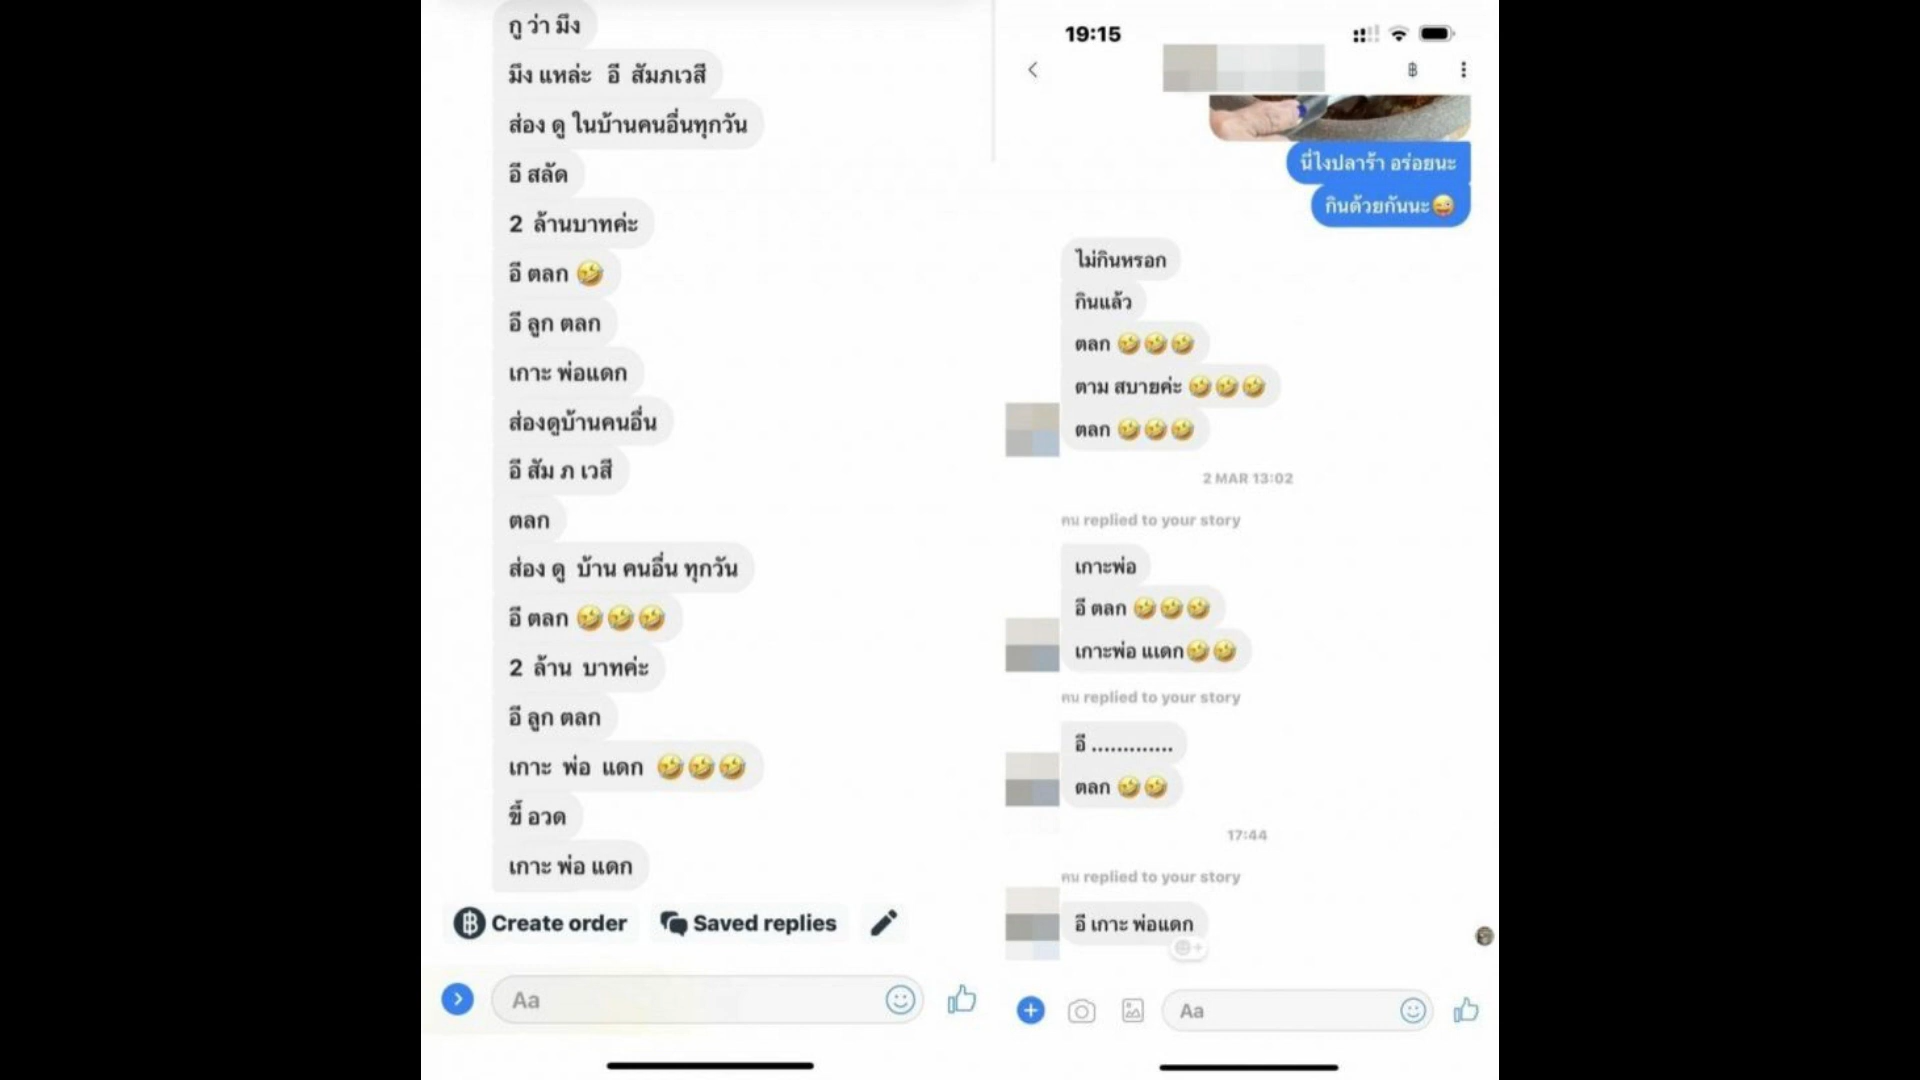 กู ว่า มึง
มึง แหล่ะ อี สัมภเวสี
ส่อง ดู ในบ้านคนอื่นทุกวัน
อี สลัด
2 ล้านบาทค่ะ
อี ตลก 🤣
อี ลูก ตลก
เกาะ พ่อแดก
ส่องดูบ้านคนอื่น
อี สัม ภ เวสี
ตลก
ส่อง ดู บ้าน คนอื่น ทุกวัน
อี ตลก 🤣🤣🤣
2 ล้าน บาทค่ะ
อี ลูก ตลก
เกาะ พ่อ แดก 🤣🤣🤣
ขี้ อวด
เกาะ พ่อ แดก
Create order
Saved replies
Aa
19:15
นี่ไงปลาร้า อร่อยนะ
กินด้วยกันนะ😜
ไม่กินหรอก
กินแล้ว
ตลก 🤣🤣🤣
ตาม สบายค่ะ 🤣🤣🤣
ตลก 🤣🤣🤣
2 MAR 13:02
คน replied to your story
เกาะพ่อ
อี ตลก 🤣🤣🤣
เกาะพ่อ แเดก🤣🤣
คน replied to your story
อี .............
ตลก 🤣🤣
17:44
คน replied to your story
อี เกาะ พ่อแดก
Aa